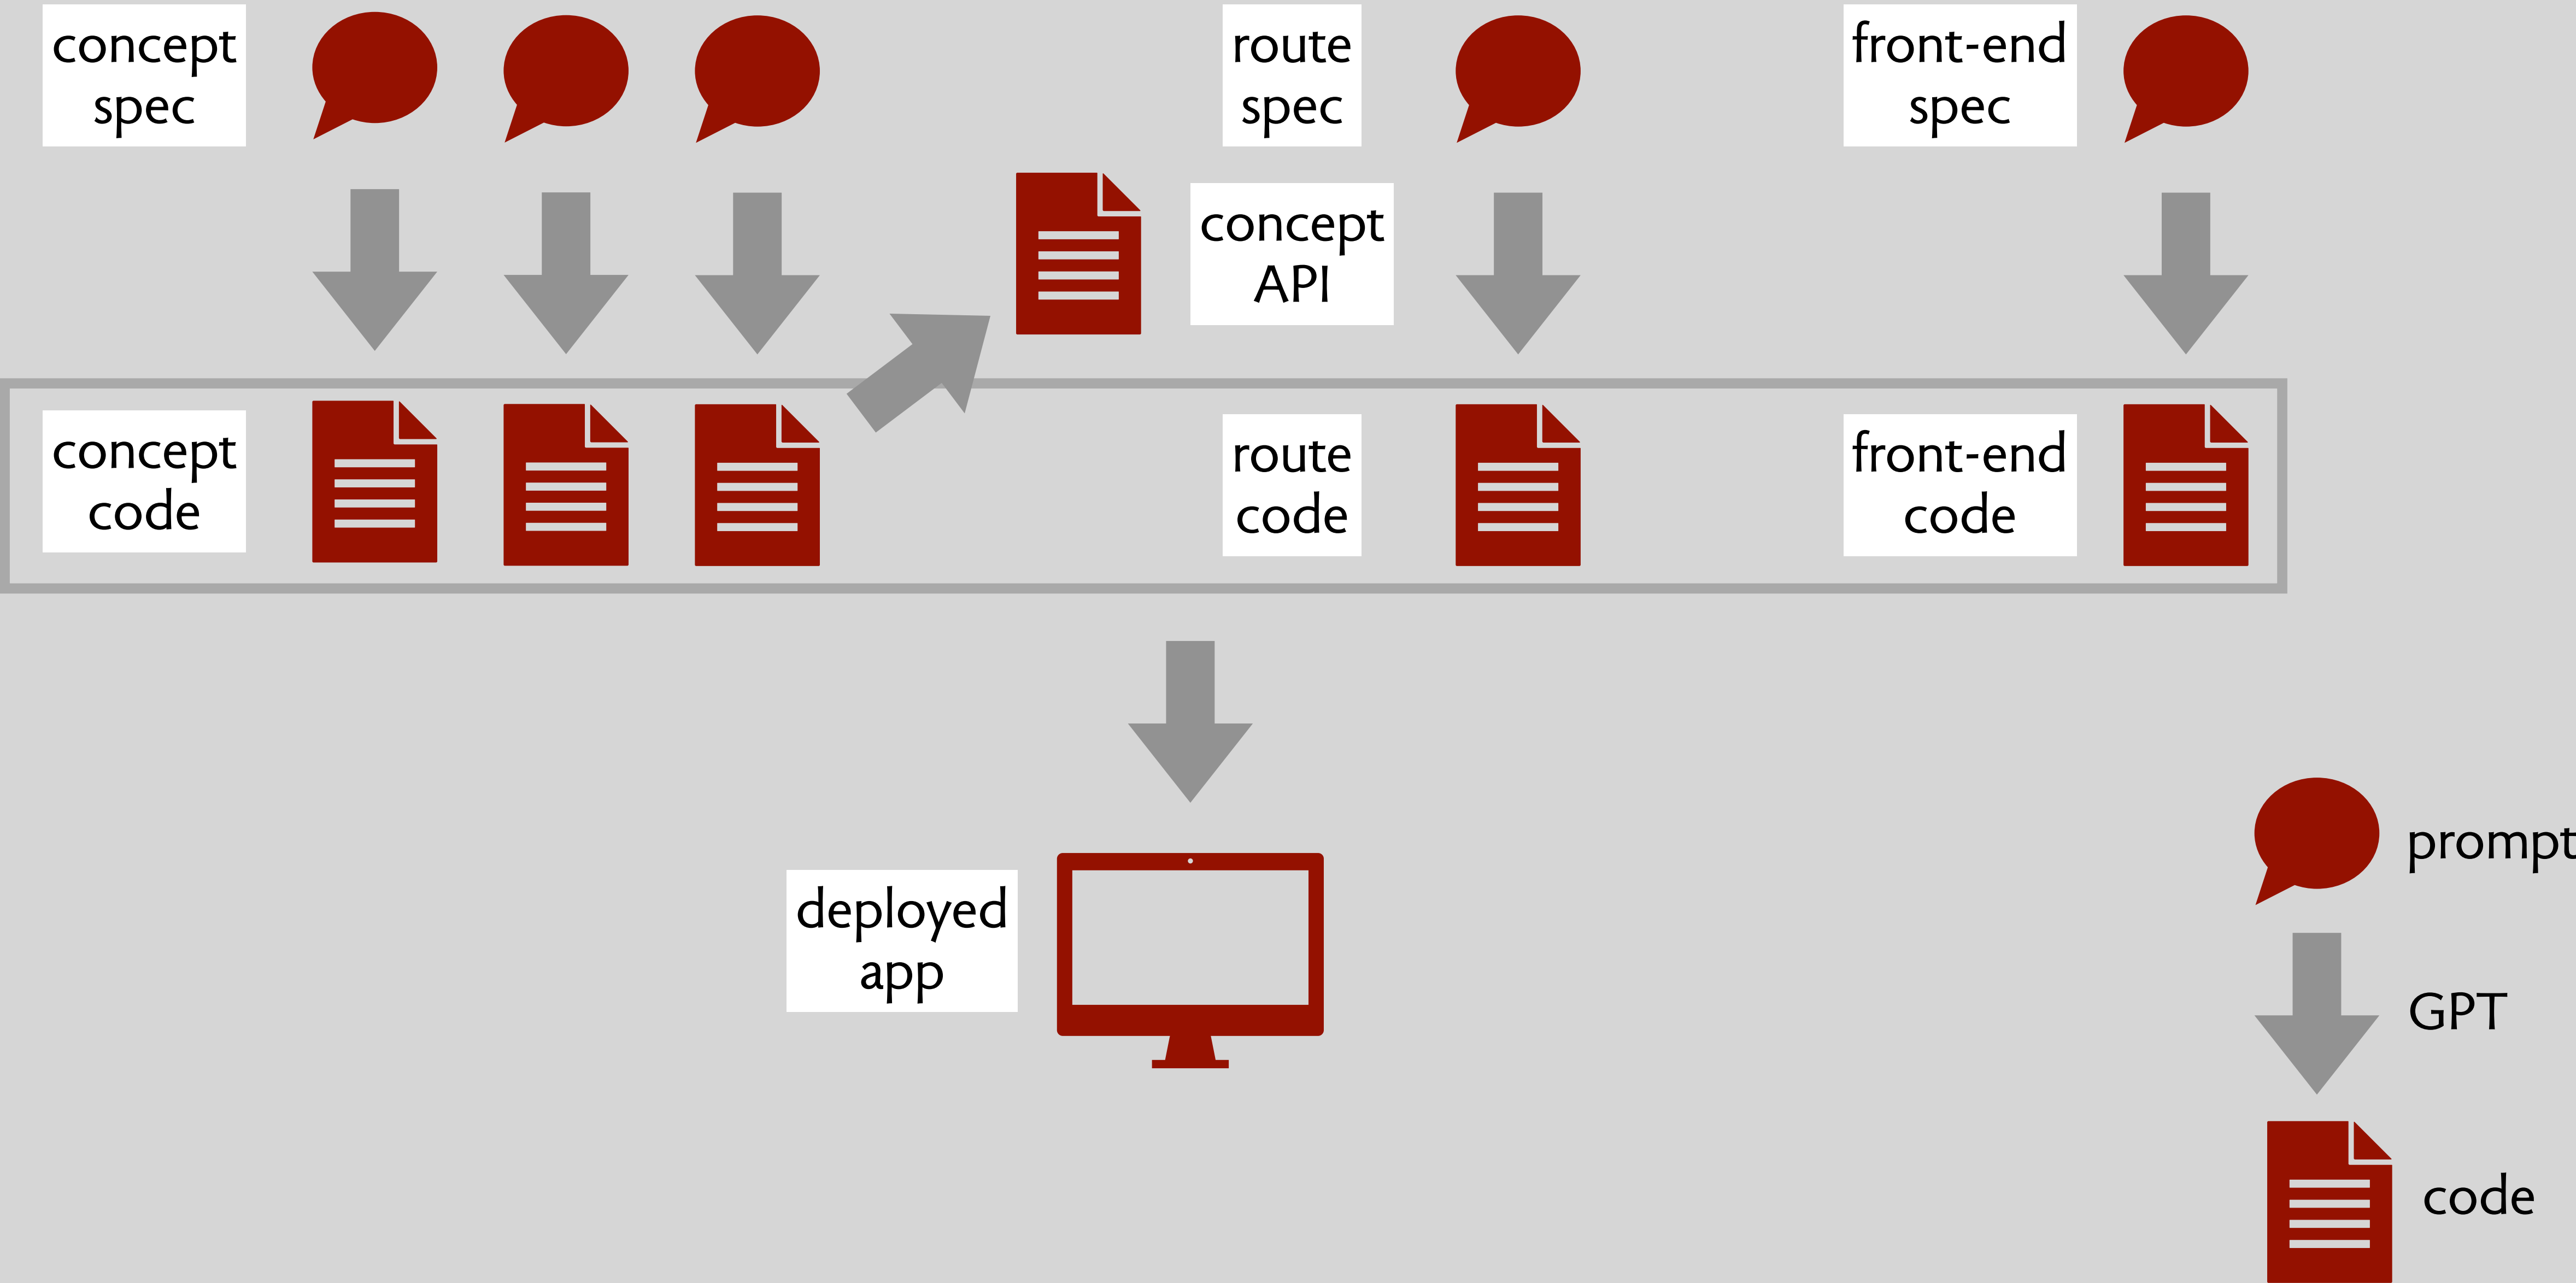 concept
spec
route
spec
front-end
spec
concept
API
concept
code
route
code
front-end
code
deployed
app
prompt
GPT
code